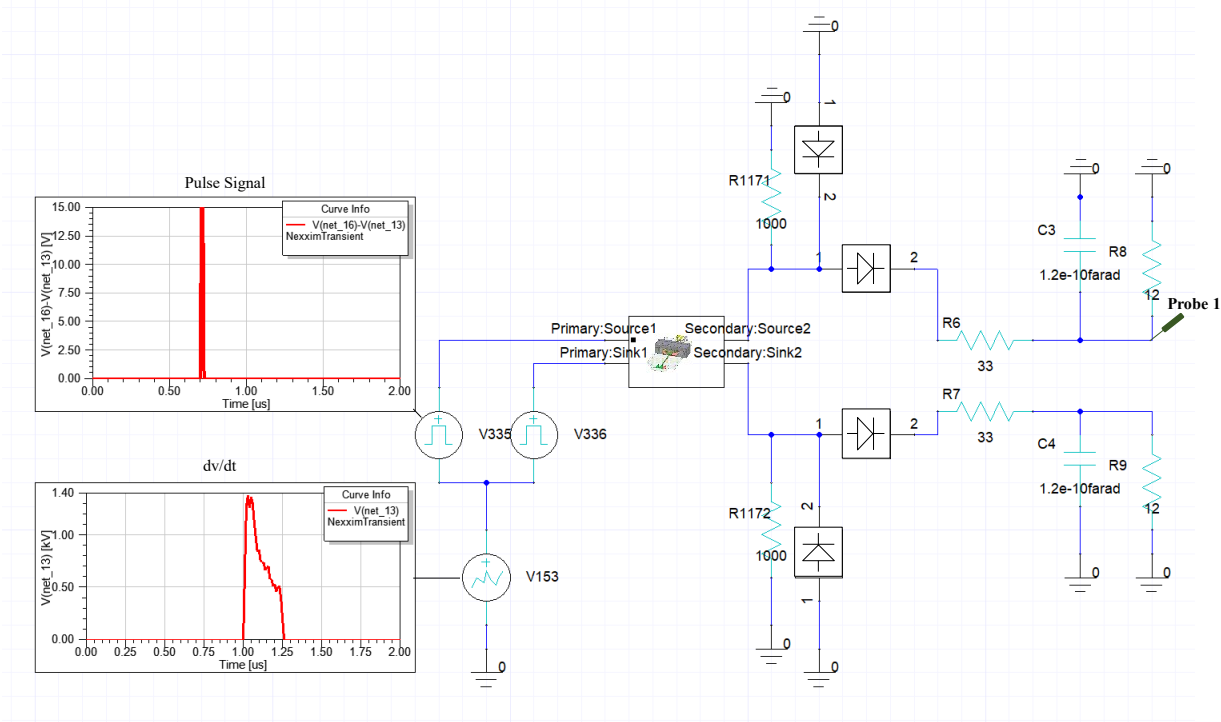 Pulse Signal
15.00
12.50
10.00
7.50
5.00
2.50
0.00
V(net_16)-V(net_13) [V]
Curve Info
V(net_16)-V(net_13)
NexximTransient
0.00 0.50 1.00 1.50 2.00
Time [us]
dv/dt
1.40
1.00
0.50
0.00
V(net_13) [kV]
Curve Info
V(net_13)
NexximTransient
0.00 0.25 0.50 0.75 1.00 1.25 1.50 1.75 2.00
Time [us]
V335
V336
V153
0
Primary:Source1
Primary:Sink1
Secondary:Source2
Secondary:Sink2
0
0
1
2
R1171
1000
1
2
R6
33
0
0
C3
1.2e-10farad
R8
12
Probe 1
R7
33
1
2
C4
1.2e-10farad
R9
12
0
0
R1172
1000
2
1
0
0